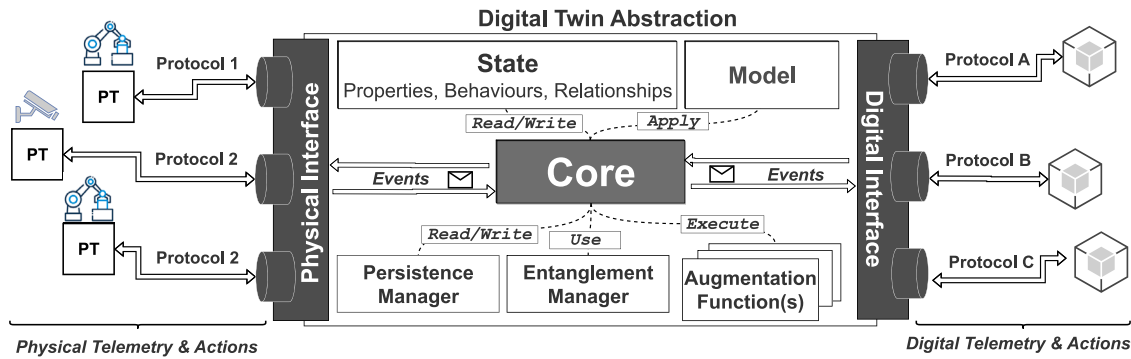 Digital Twin Abstraction
Protocol 1
PT
PT
Protocol 2
PT
Protocol 2
Physical Telemetry & Actions
Physical Interface
State
Properties, Behaviours, Relationships
Model
Read/Write
Apply
Core
Events
Events
Read/Write
Use
Execute
Persistence
Manager
Entanglement
Manager
Augmentation
Function(s)
Digital Interface
Protocol A
Protocol B
Protocol C
Digital Telemetry & Actions